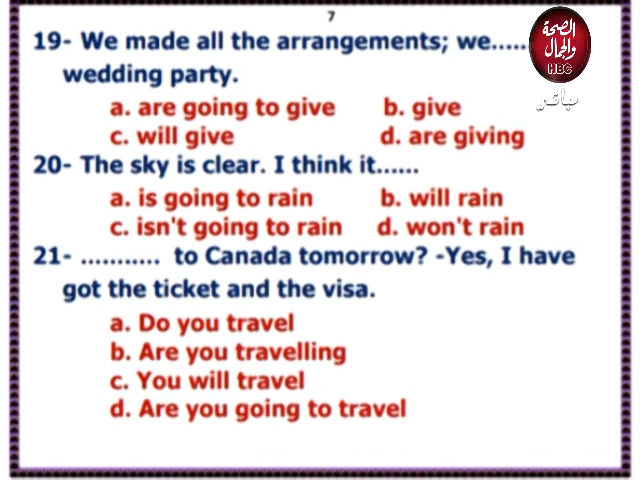 7
الصحة
والجمال
HBC
مباشر
19- We made all the arrangements; we......
wedding party.
a. are going to give b. give
c. will give d. are giving
20- The sky is clear. I think it......
a. is going to rain b. will rain
c. isn't going to rain d. won't rain
21- ........... to Canada tomorrow? -Yes, I have
got the ticket and the visa.
a. Do you travel
b. Are you travelling
c. You will travel
d. Are you going to travel